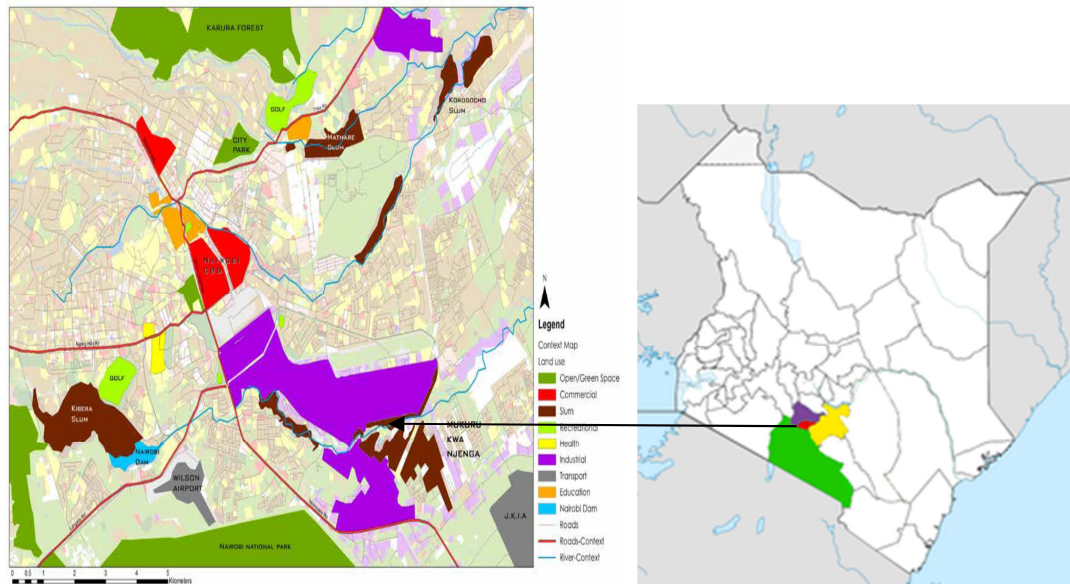 KARURA FOREST
KOROGOCHO
SLUM
GOLF
CITY
PARK
MATHARE
SLUM
NAIROBI
CBD
GOLF
KIBERA
SLUM
NAIROBI
DAM
WILSON
AIRPORT
MUKURU
KWA
NJENGA
J.K.I.A
NAIROBI NATIONAL PARK
N
Legend
Context Map
Land use
Open/Green Space
Commercial
Slum
Recreational
Health
Industrial
Transport
Education
Nairobi Dam
Roads
Roads-Context
River-Context
0 0.5 1 2 3 4 5
Kilometers